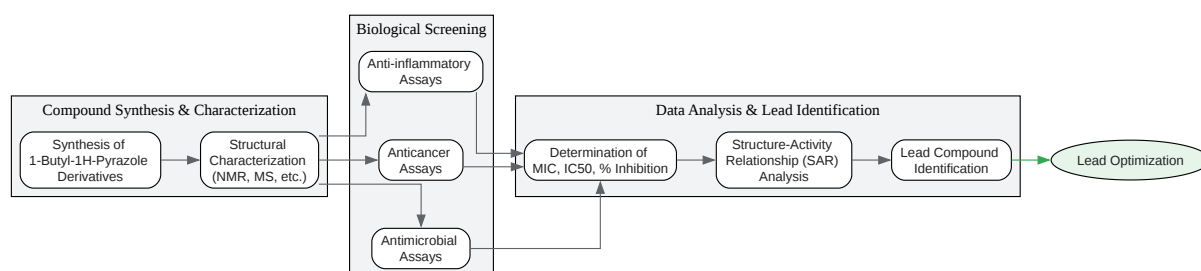 Compound Synthesis & Characterization
Synthesis of
1-Butyl-1H-Pyrazole
Derivatives
Structural
Characterization
(NMR, MS, etc.)
Biological Screening
Anti-inflammatory
Assays
Anticancer
Assays
Antimicrobial
Assays
Data Analysis & Lead Identification
Determination of
MIC, IC50, % Inhibition
Structure-Activity
Relationship (SAR)
Analysis
Lead Compound
Identification
Lead Optimization